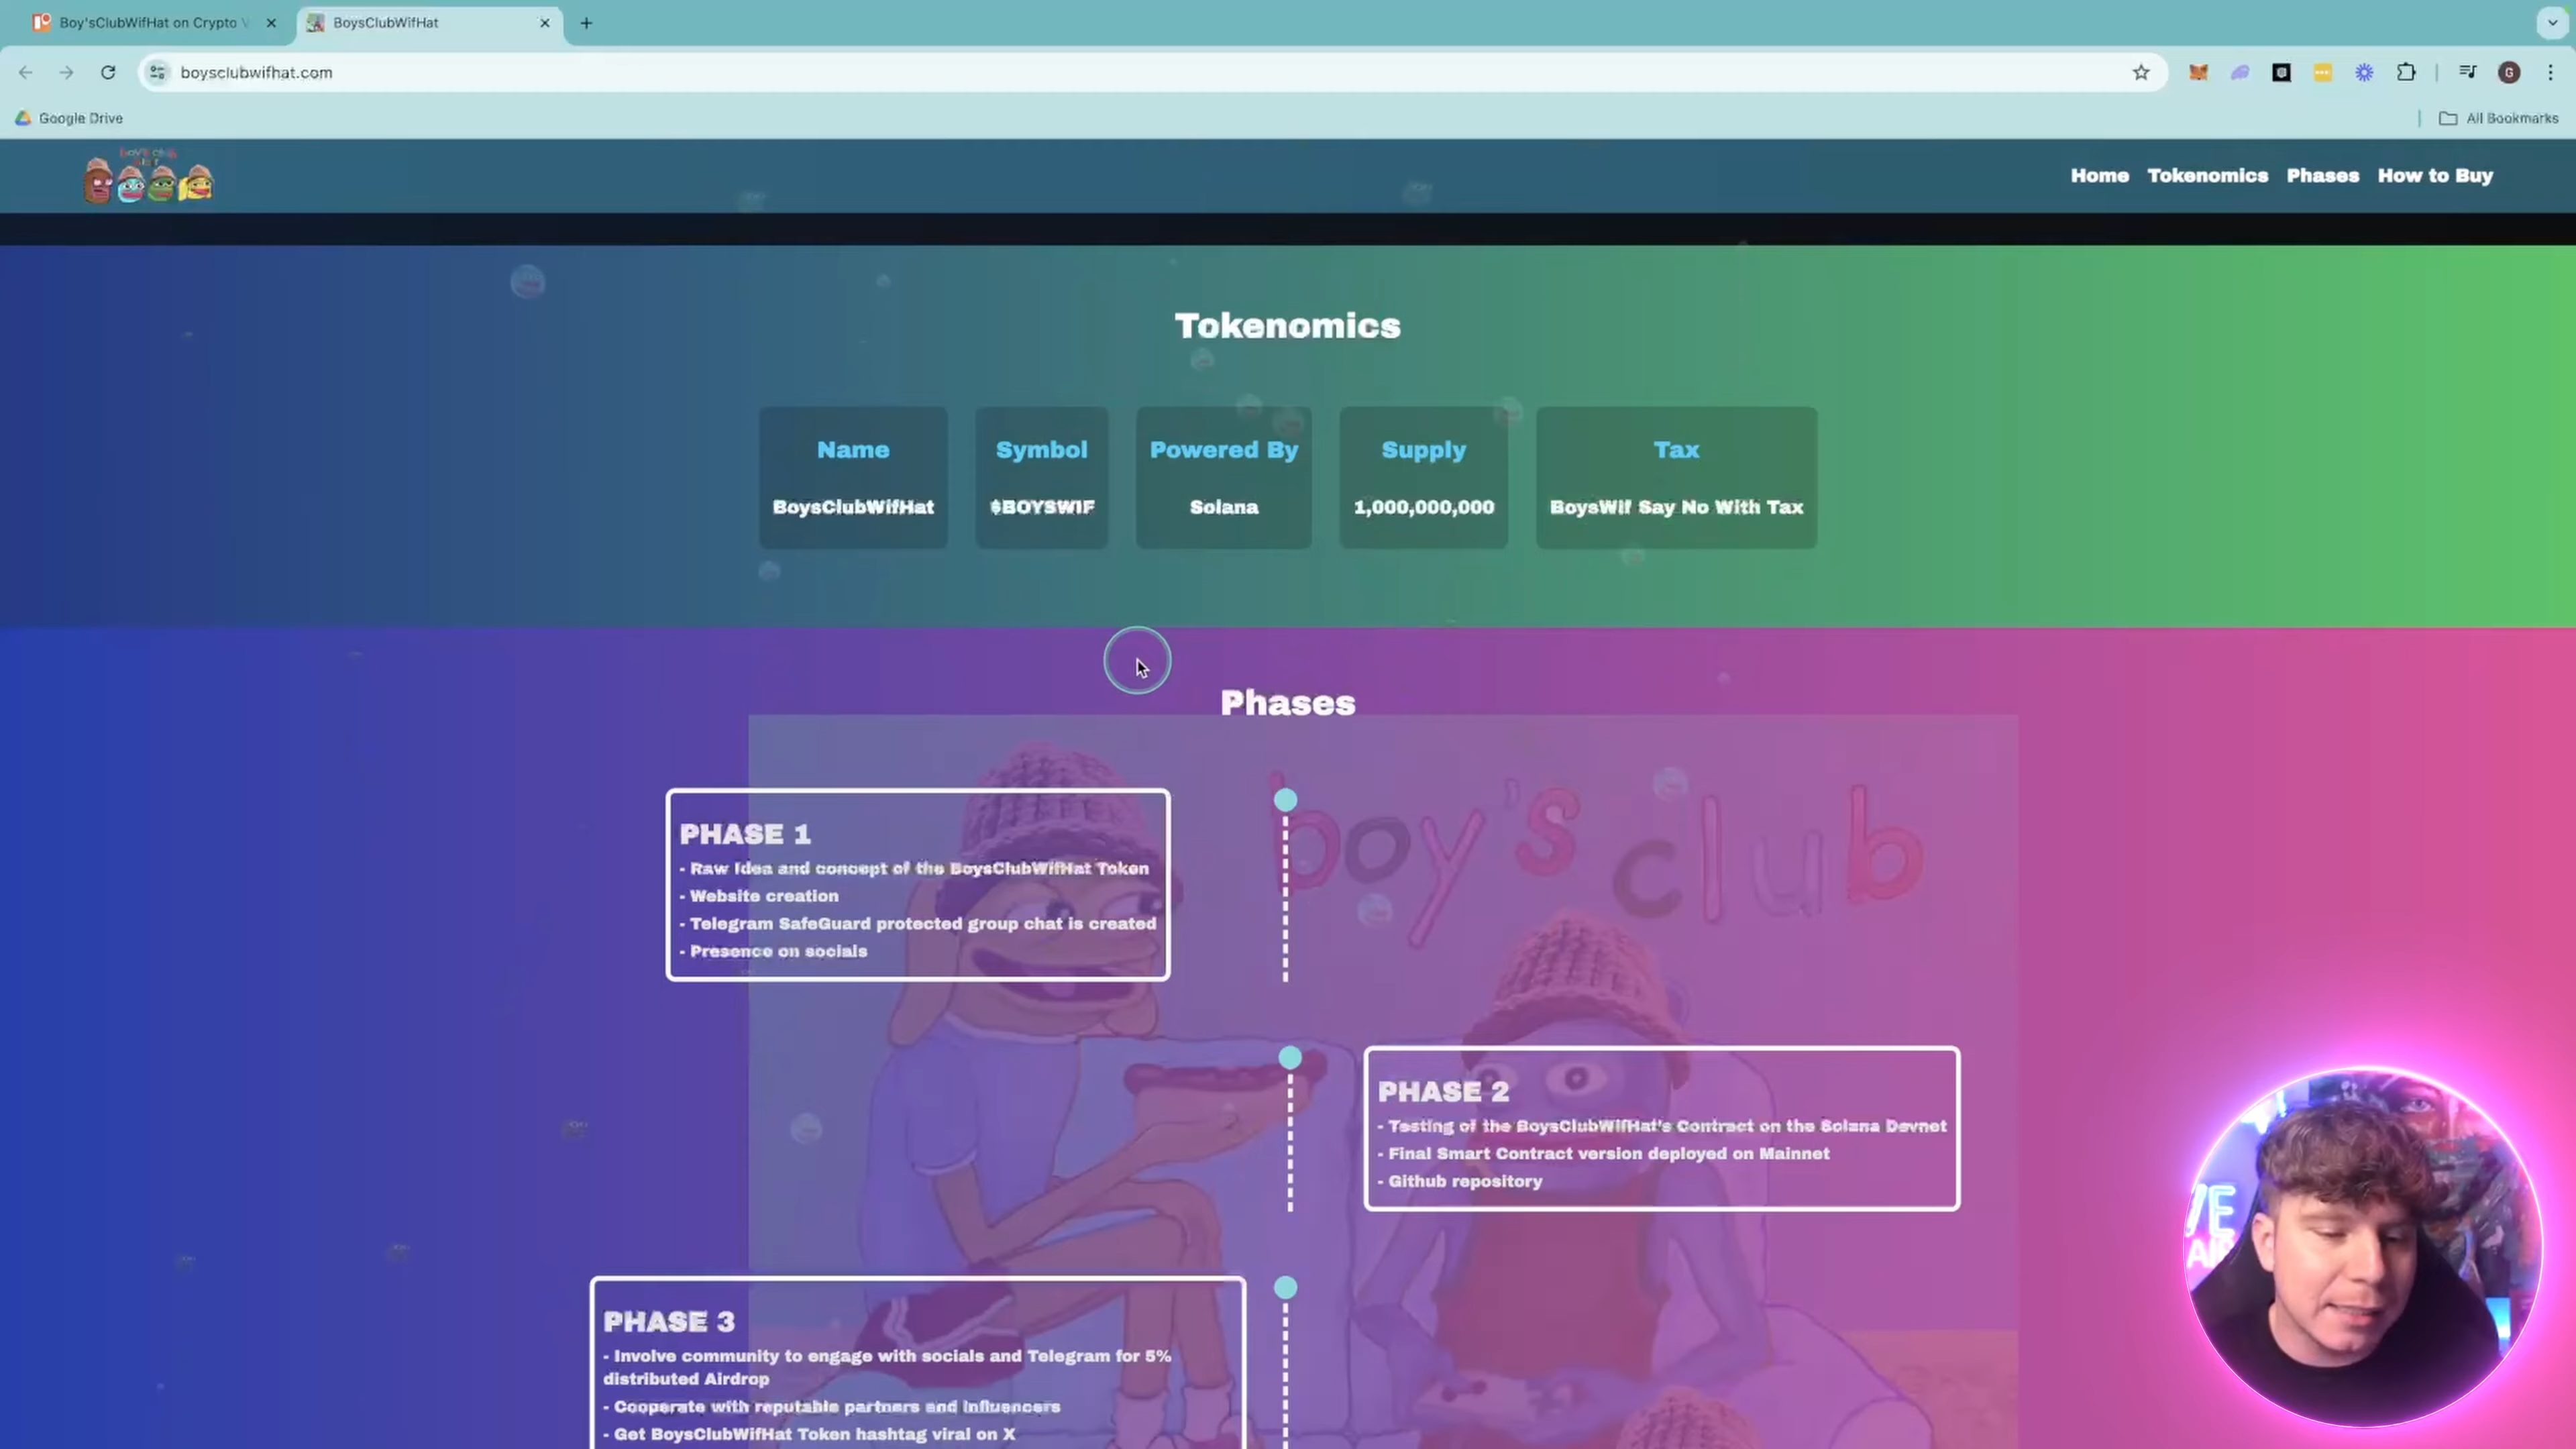 Boy'sClubWifHat on Crypto
BoysClubWifHat
boysclubwifhat.com
G
Google Drive
All Bookmarks
Home Tokenomics Phases How to Buy
Tokenomics
Name Symbol Powered By Supply Tax
BoysClubWifHat $BOYSWIF Solana 1,000,000,000 BoysWif Say No With Tax
Phases
boy's club
PHASE 1
- Raw Idea and concept of the BoysClubWifHat Token
- Website creation
- Telegram SafeGuard protected group chat is created
- Presence on socials
PHASE 2
- Testing of the BoysClubWifHat's Contract on the Solana Devnet
- Final Smart Contract version deployed on Mainnet
- Github repository
PHASE 3
- Involve community to engage with socials and Telegram for 5%
distributed Airdrop
- Cooperate with reputable partners and Influencers
- Get BoysClubWifHat Token hashtag viral on X